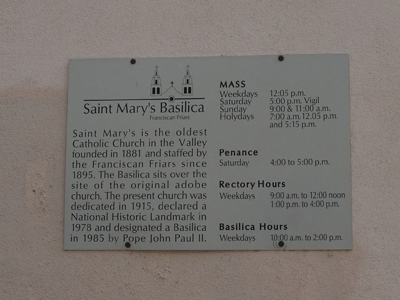 Saint Mary's Basilica
Franciscan Friars
Saint Mary's is the oldest
Catholic Church in the Valley
founded in 1881 and staffed by
the Franciscan Friars since
1895. The Basilica sits over the
site of the original adobe
church. The present church was
dedicated in 1915, declared a
National Historic Landmark in
1978 and designated a Basilica
in 1985 by Pope John Paul II.
MASS
Weekdays 12:05 p.m.
Saturday 5:00 p.m. Vigil
Sunday 9:00 & 11:00 a.m.
Holydays 7:00 a.m. 12.05 p.m
and 5:15 p.m.
Penance
Saturday 4:00 to 5:00 p.m.
Rectory Hours
Weekdays 9:00 a.m. to 12:00 noon
1:00 p.m. to 4:00 p.m.
Basilica Hours
Weekdays 10:00 a.m. to 2:00 p.m.